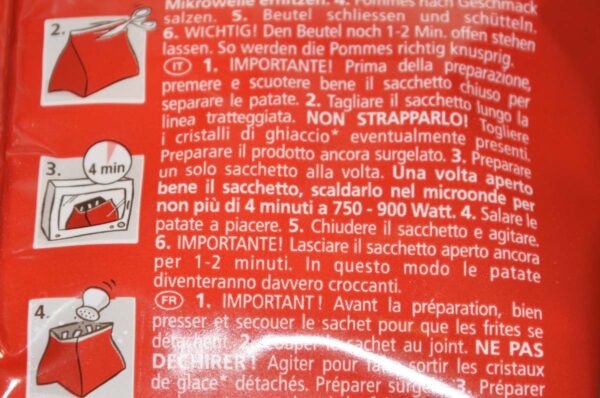 2.
3.
4 min
4.
Mikrowelle erhitzen. 4. Pommes nach Geschmack
salzen. 5. Beutel schliessen und schütteln.
6. WICHTIG! Den Beutel noch 1-2 Min. offen stehen
lassen. So werden die Pommes richtig knusprig.
IT 1. IMPORTANTE! Prima della preparazione,
premere e scuotere bene il sacchetto chiuso per
separare le patate. 2. Tagliare il sacchetto lungo la
linea tratteggiata. NON STRAPPARLO! Togliere
i cristalli di ghiaccio* eventualmente presenti.
Preparare il prodotto ancora surgelato. 3. Preparare
un solo sacchetto alla volta. Una volta aperto
bene il sacchetto, scaldarlo nel microonde per
non più di 4 minuti a 750 - 900 Watt. 4. Salare le
patate a piacere. 5. Chiudere il sacchetto e agitare.
6. IMPORTANTE! Lasciare il sacchetto aperto ancora
per 1-2 minuti. In questo modo le patate
diventeranno davvero croccanti.
FR 1. IMPORTANT! Avant la préparation, bien
presser et secouer le sachet pour que les frites se
détachent. 2. Couper le sachet au joint. NE PAS
DÉCHIRER! Agiter pour faire sortir les cristaux
de glace* détachés. Préparer surgelé. 3. Préparer